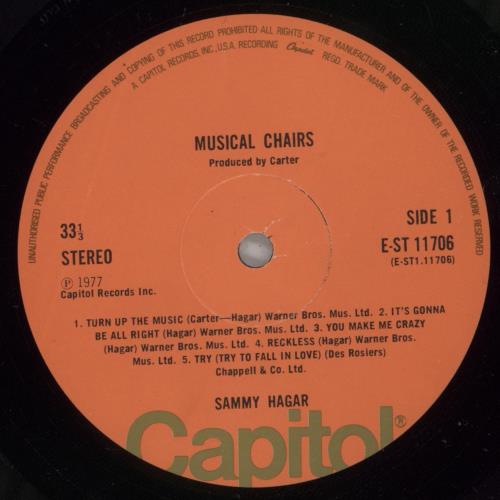 UNAUTHORISED PUBLIC PERFORMANCE BROADCASTING AND COPYING OF THIS RECORD PROHIBITED ALL RIGHTS OF THE MANUFACTURER AND OF THE OWNER OF THE RECORDED WORK RESERVED
A CAPITOL RECORDS, INC., U.S.A. RECORDING Capitol REGD. TRADE MARK
MUSICAL CHAIRS
Produced by Carter
33⅓
STEREO
SIDE 1
E-ST 11706
(E-ST1.11706)
Ⓟ 1977
Capitol Records Inc.
1. TURN UP THE MUSIC (Carter—Hagar) Warner Bros. Mus. Ltd. 2. IT'S GONNA
BE ALL RIGHT (Hagar) Warner Bros. Mus. Ltd. 3. YOU MAKE ME CRAZY
(Hagar) Warner Bros. Mus. Ltd. 4. RECKLESS (Hagar) Warner Bros.
Mus. Ltd. 5. TRY (TRY TO FALL IN LOVE) (Des Rosiers)
Chappell & Co. Ltd.
SAMMY HAGAR
Capitol®